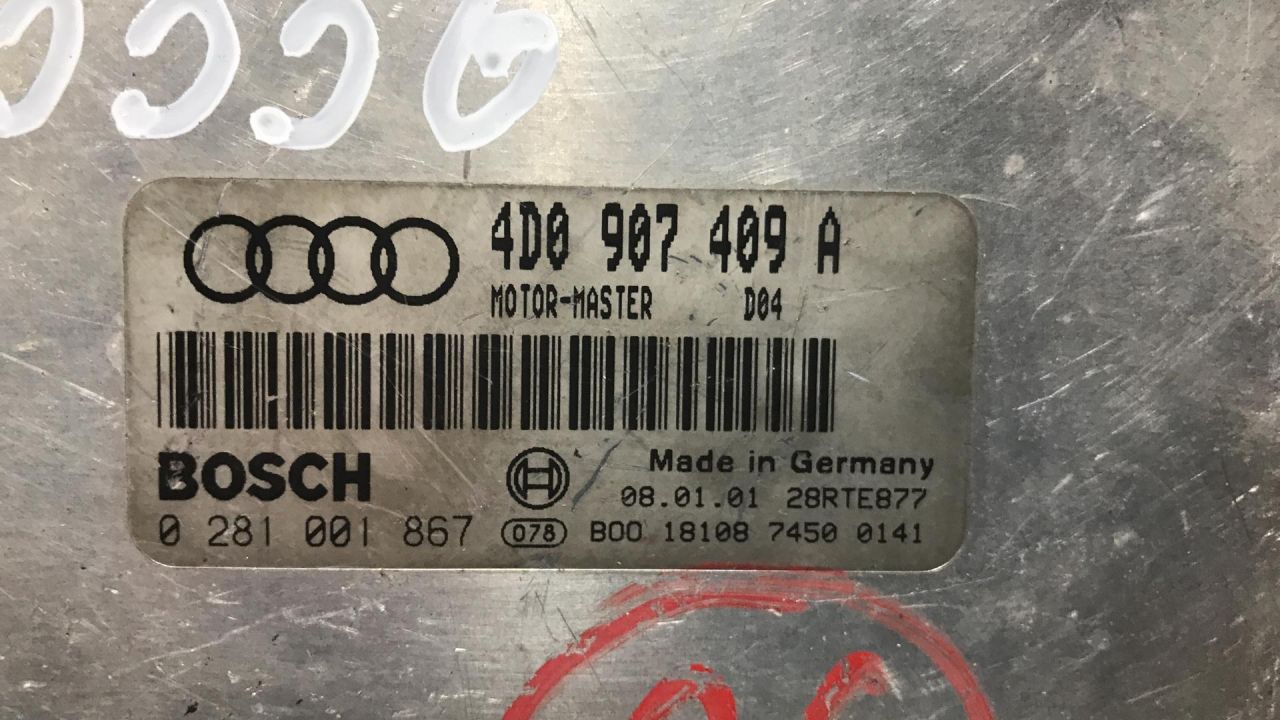 4D0 907 409 A
MOTOR-MASTER D04
BOSCH
Made in Germany
08.01.01 28RTE877
0 281 001 867 078 B00 18108 7450 0141